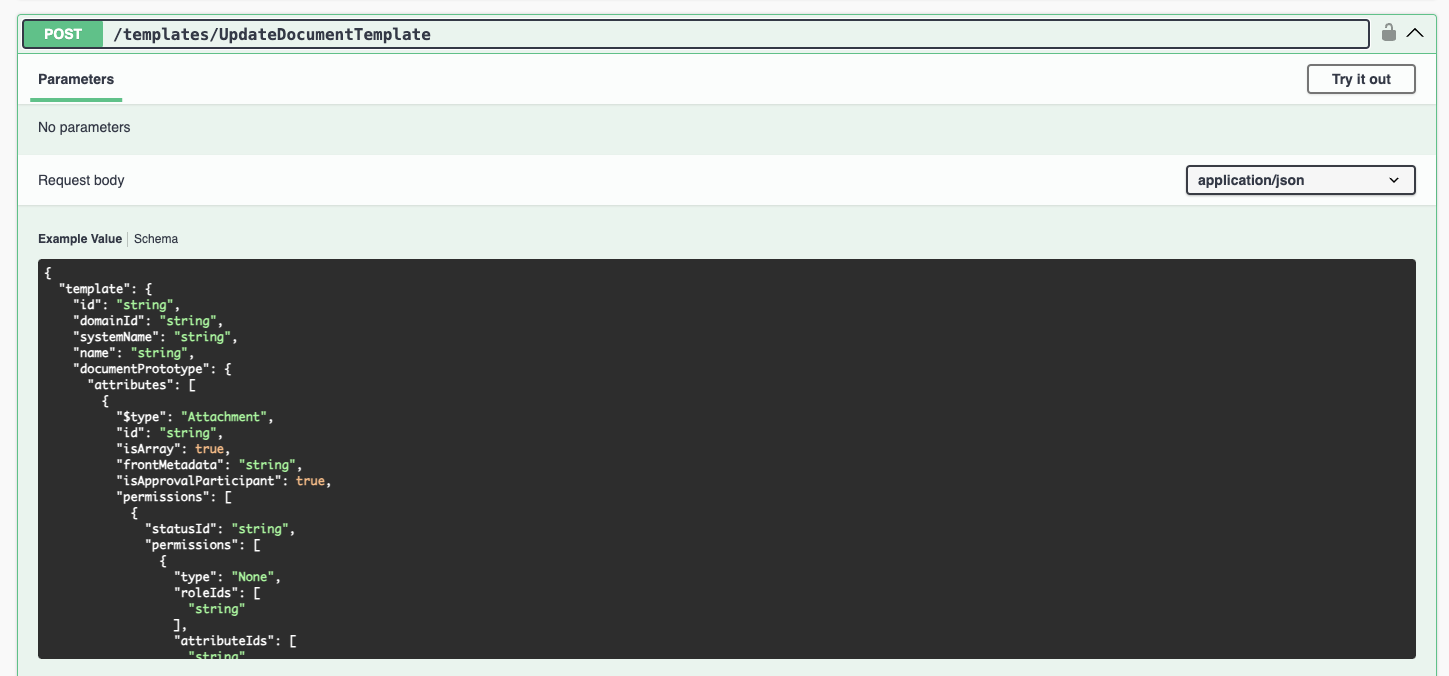 POST /templates/UpdateDocumentTemplate
Parameters
Try it out
No parameters
Request body
application/json
Example Value
Schema
{
  "template": {
    "id": "string",
    "domainId": "string",
    "systemName": "string",
    "name": "string",
    "documentPrototype": {
      "attributes": [
        {
          "$type": "Attachment",
          "id": "string",
          "isArray": true,
          "frontMetadata": "string",
          "isApprovalParticipant": true,
          "permissions": [
            {
              "statusId": "string",
              "permissions": [
                {
                  "type": "None",
                  "roleIds": [
                    "string"
                  ],
                  "attributeIds": [
                    "string"